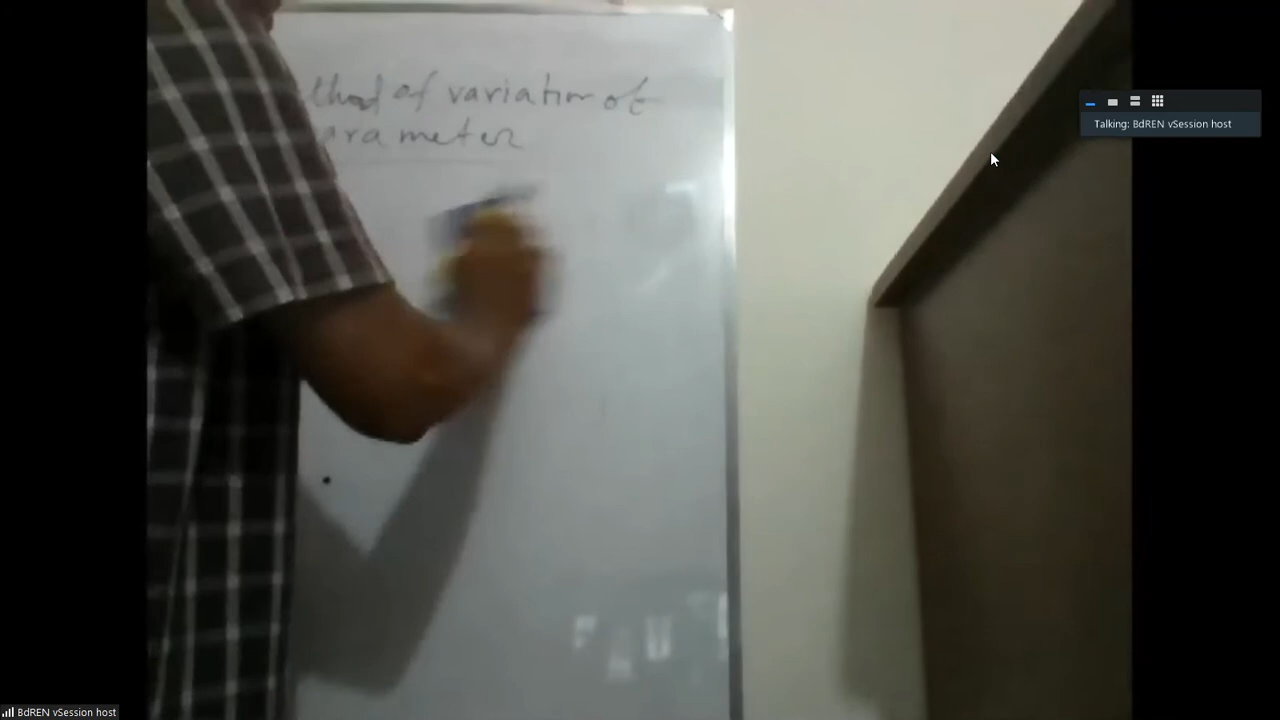 thod of variation of
arameter
Talking: BdREN vSession host
BdREN vSession host